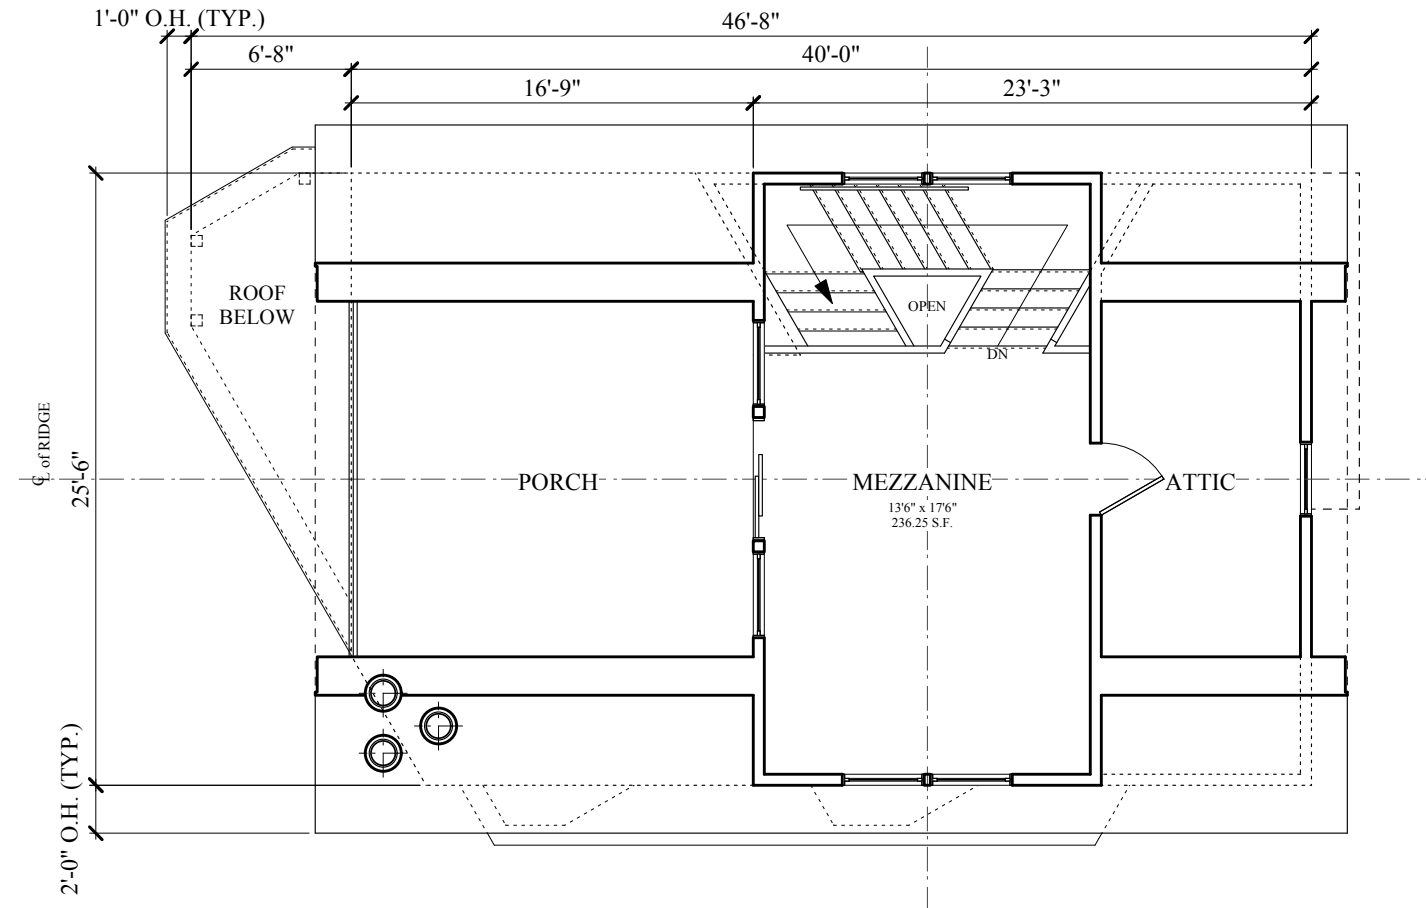 1'-0" O.H. (TYP.)
46'-8"
6'-8"
40'-0"
16'-9"
23'-3"
ROOF
BELOW
OPEN
DN
℄ of RIDGE
25'-6"
PORCH
MEZZANINE
13'6" x 17'6"
236.25 S.F.
ATTIC
2'-0" O.H. (TYP.)